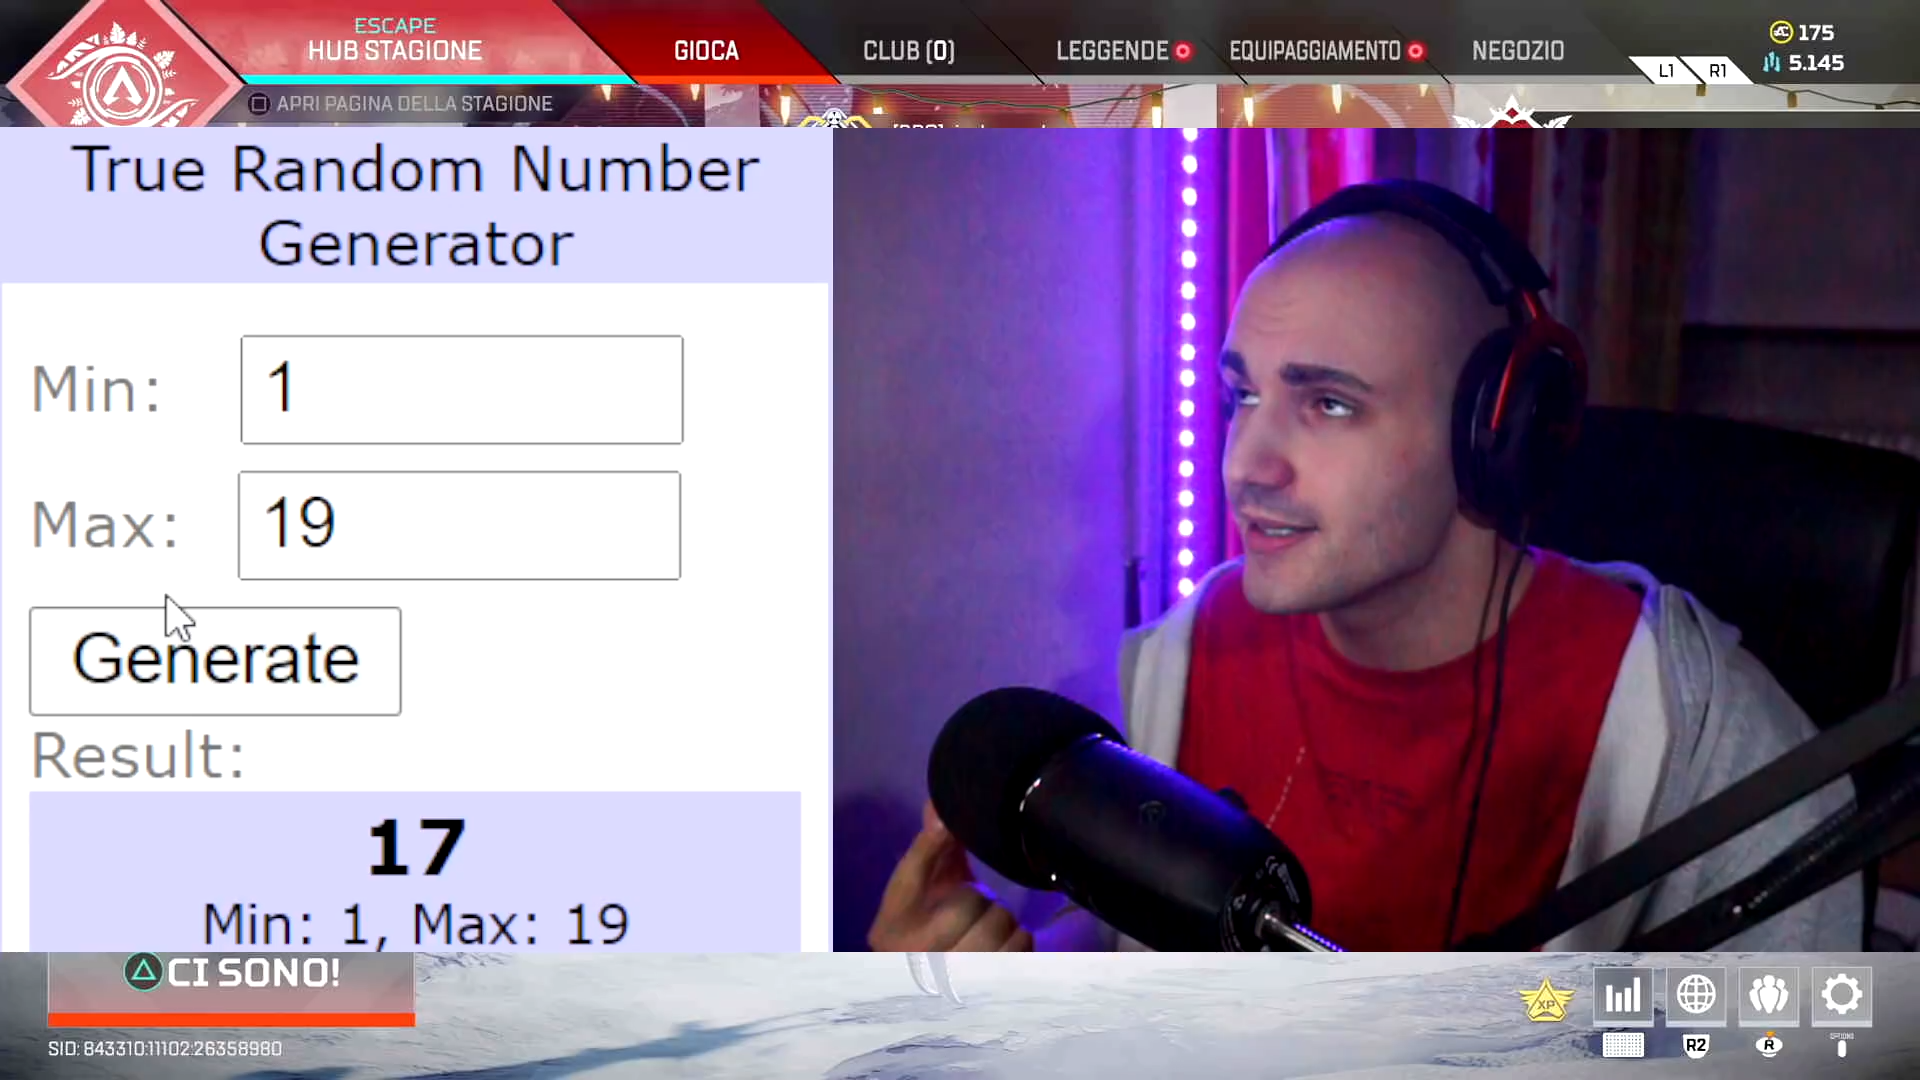 ESCAPE
HUB STAGIONE
GIOCA
CLUB (0)
LEGGENDE
EQUIPAGGIAMENTO
NEGOZIO
L1
R1
175
5.145
APRI PAGINA DELLA STAGIONE
True Random Number
Generator
Min: 1
Max: 19
Generate
Result:
17
Min: 1, Max: 19
CI SONO!
XP
R2
R
OPTIONS
SID: 843310:11102:26358980